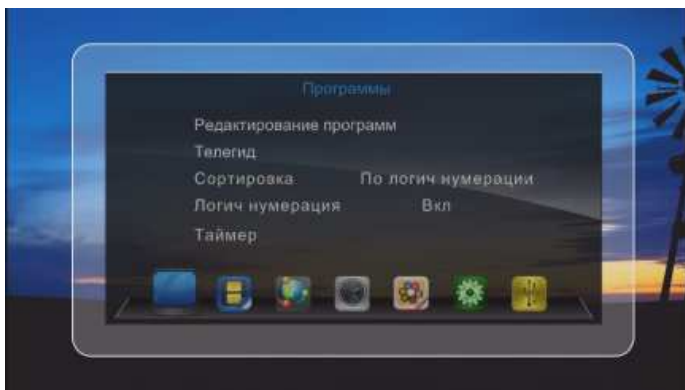 Программы
Редактирование программ
Телегид
Сортировка По логич нумерации
Логич нумерация Вкл
Таймер